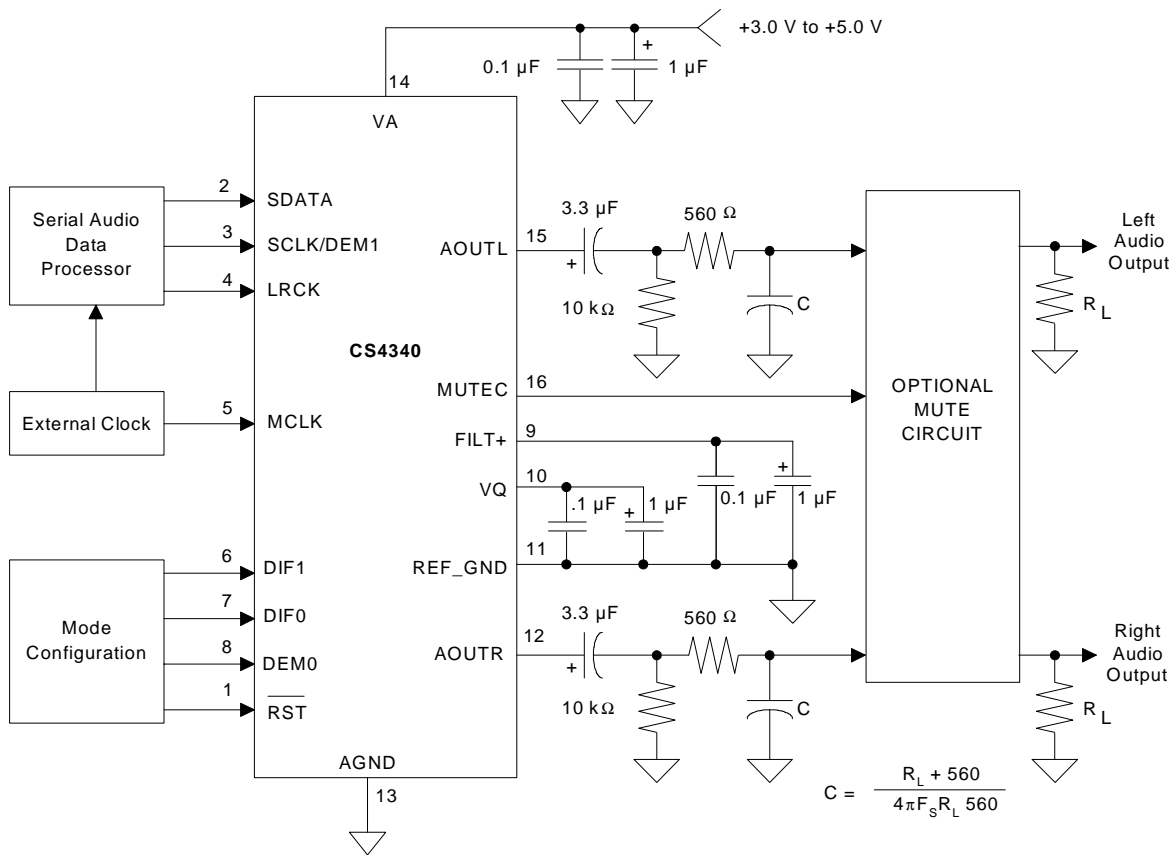 +3.0 V to +5.0 V
0.1 µF
+
1 µF
14
VA
Serial Audio
Data
Processor
2
SDATA
3
SCLK/DEM1
4
LRCK
External Clock
5
MCLK
Mode
Configuration
6
DIF1
7
DIF0
8
DEM0
1
RST
CS4340
AGND
13
AOUTL
15
3.3 µF
+
560 Ω
10 kΩ
C
MUTEC
16
FILT+
9
VQ
10
.1 µF
+
1 µF
0.1 µF
+
1 µF
REF_GND
11
AOUTR
12
3.3 µF
+
560 Ω
10 kΩ
C
OPTIONAL
MUTE
CIRCUIT
Left
Audio
Output
RL
Right
Audio
Output
RL
C = RL + 560
4πFSRL 560